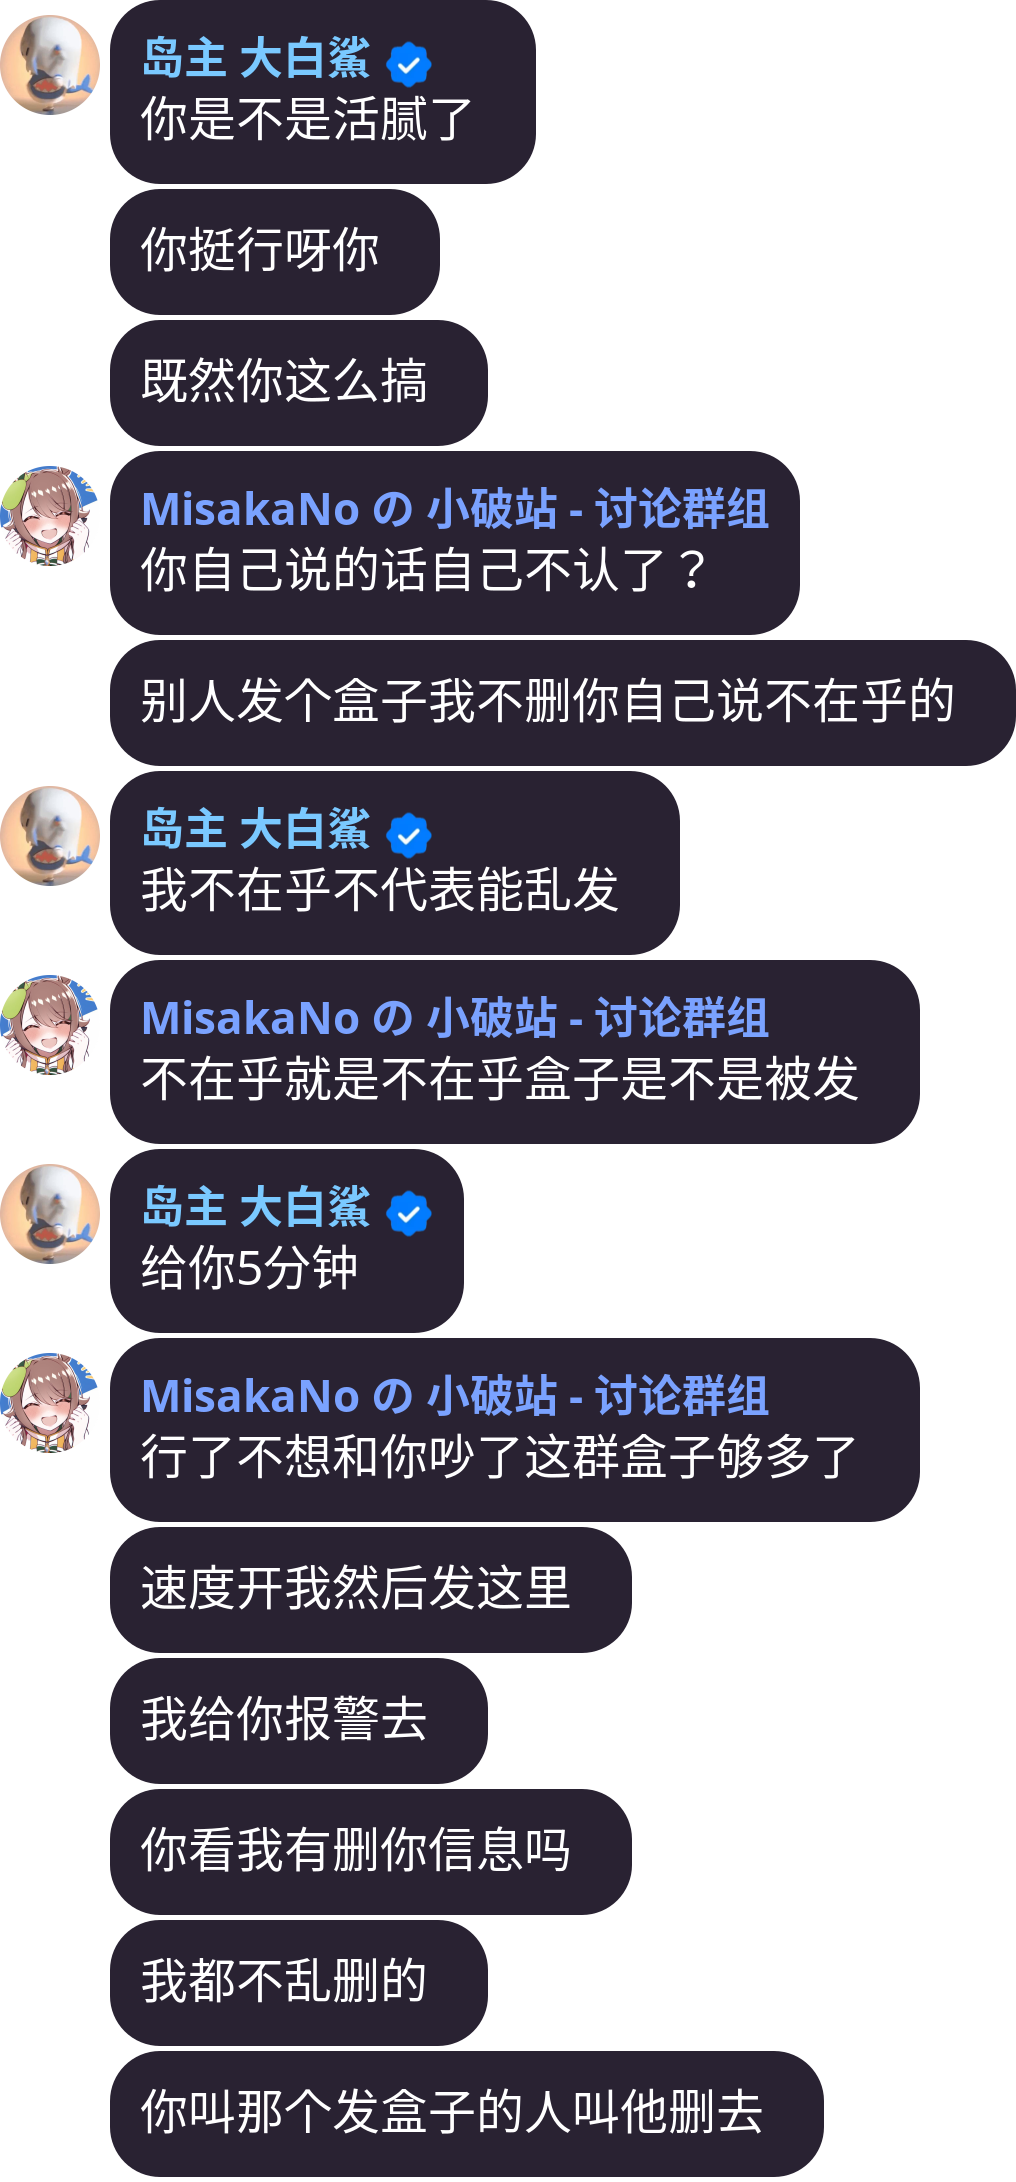 岛主 大白鲨
你是不是活腻了
你挺行呀你
既然你这么搞
MisakaNo の 小破站 - 讨论群组
你自己说的话自己不认了？
别人发个盒子我不删你自己说不在乎的
岛主 大白鲨
我不在乎不代表能乱发
MisakaNo の 小破站 - 讨论群组
不在乎就是不在乎盒子是不是被发
岛主 大白鲨
给你5分钟
MisakaNo の 小破站 - 讨论群组
行了不想和你吵了这群盒子够多了
速度开我然后发这里
我给你报警去
你看我有删你信息吗
我都不乱删的
你叫那个发盒子的人叫他删去